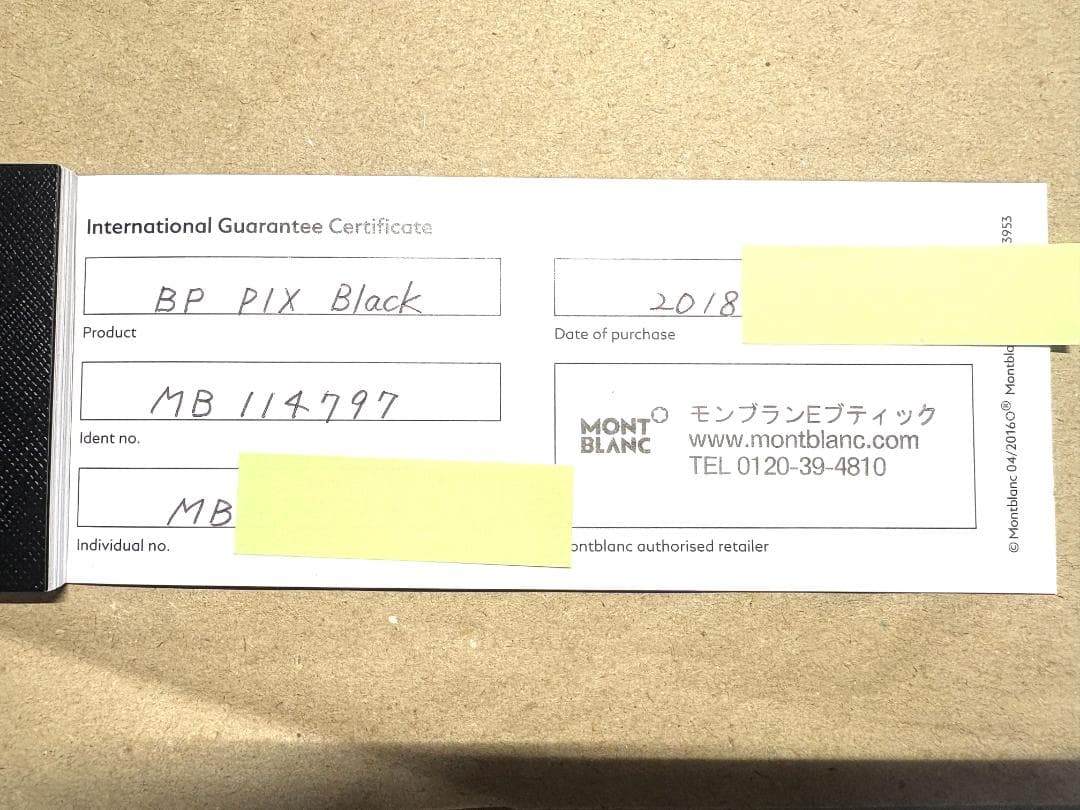 International Guarantee Certificate
BP PIX Black
Product
MB 114797
Ident no.
MB
Individual no.
2018
Date of purchase
MONT BLANC
モンブランEブティック
www.montblanc.com
TEL 0120-39-4810
ontblanc authorised retailer
© Montblanc 04/2016O® Montbla
3953